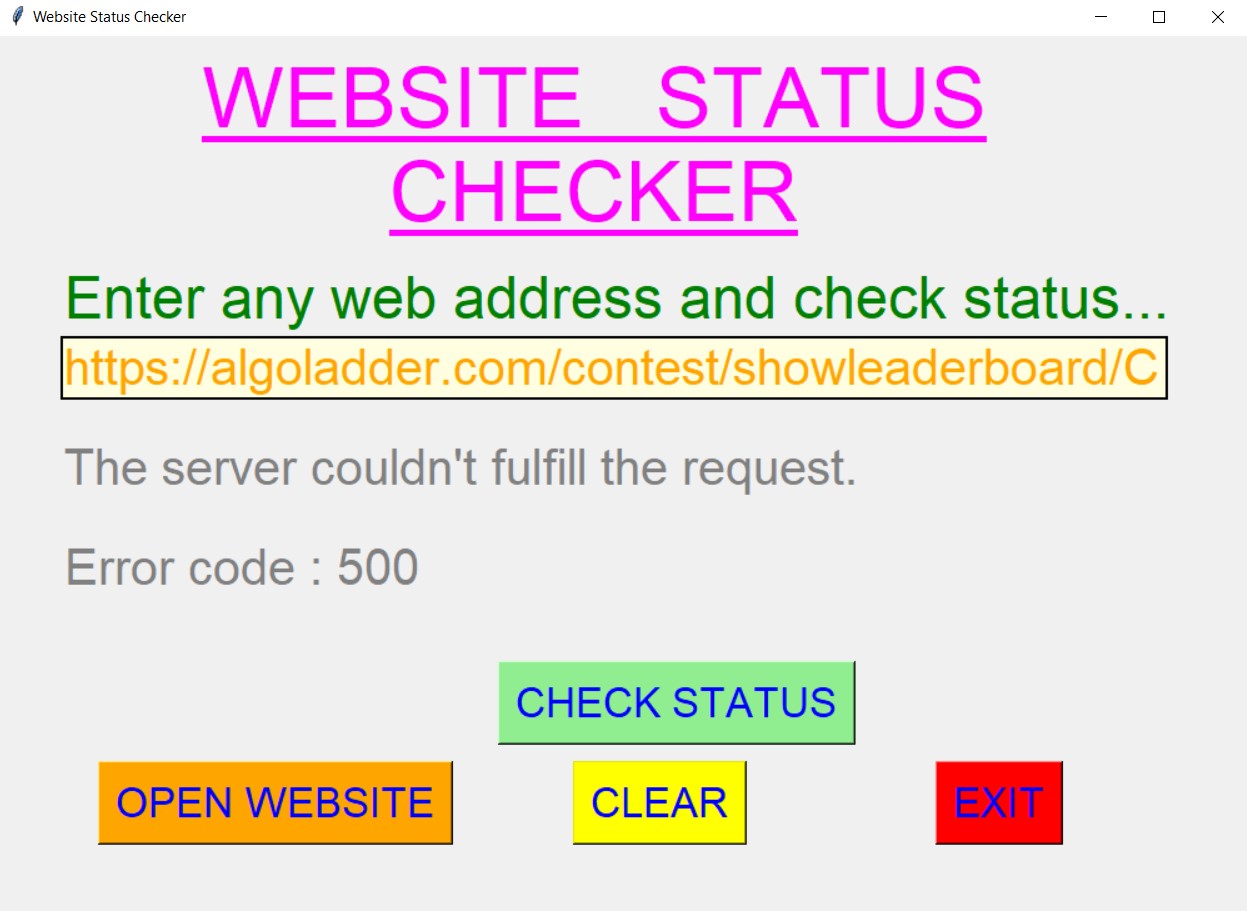 Website Status Checker
WEBSITE STATUS
CHECKER
Enter any web address and check status...
https://algoladder.com/contest/showleaderboard/C
The server couldn't fulfill the request.
Error code : 500
CHECK STATUS
OPEN WEBSITE CLEAR EXIT